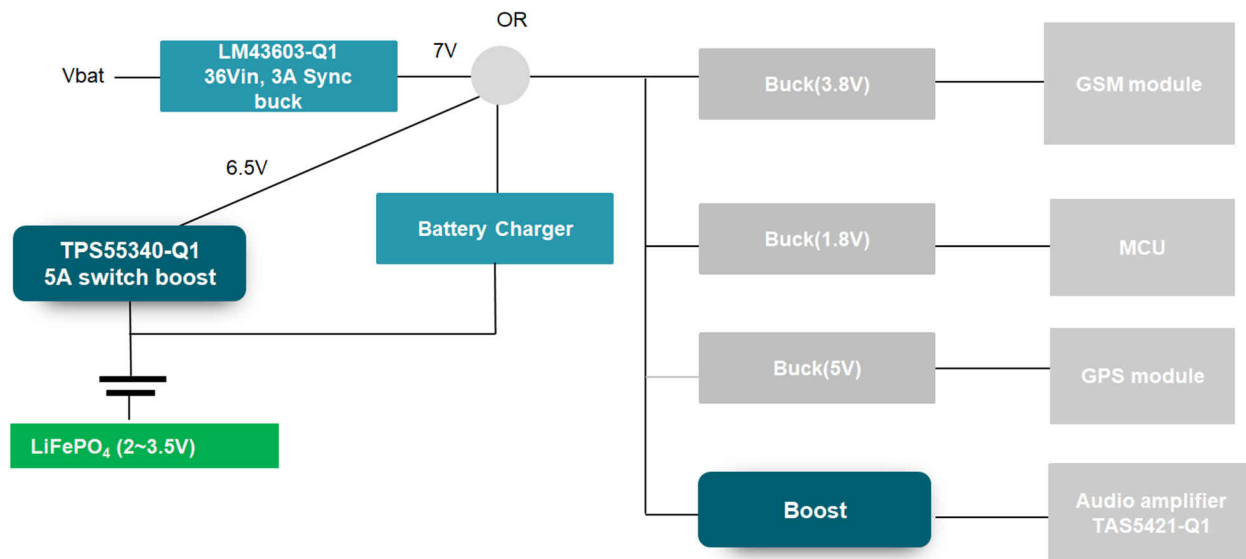 OR
7V
LM43603-Q1
36Vin, 3A Sync
buck
Vbat
Buck(3.8V)
GSM module
6.5V
Battery Charger
TPS55340-Q1
5A switch boost
Buck(1.8V)
MCU
Buck(5V)
GPS module
LiFePO₄ (2~3.5V)
Boost
Audio amplifier
TAS5421-Q1